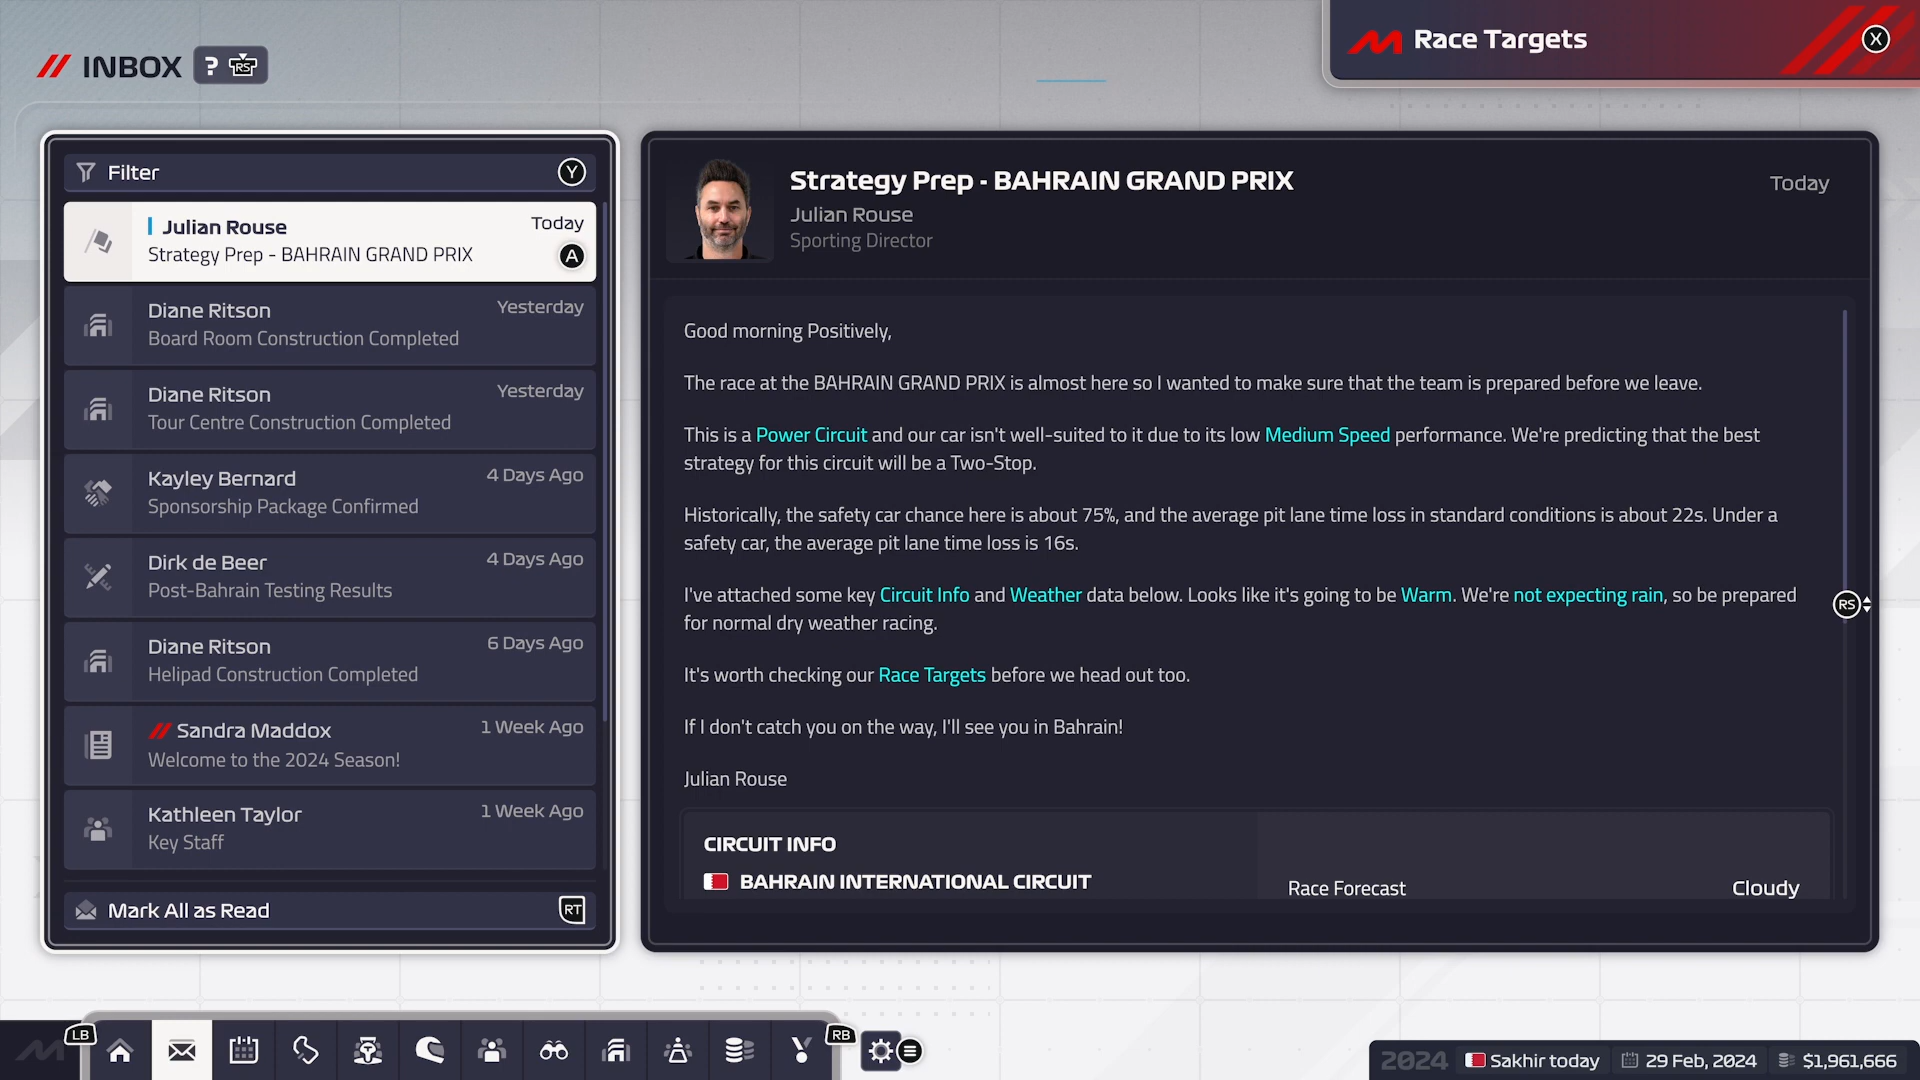 INBOX
? RS
Race Targets
X
Filter
Y
Julian Rouse
Today
Strategy Prep - BAHRAIN GRAND PRIX
A
Diane Ritson
Yesterday
Board Room Construction Completed
Diane Ritson
Yesterday
Tour Centre Construction Completed
Kayley Bernard
4 Days Ago
Sponsorship Package Confirmed
Dirk de Beer
4 Days Ago
Post-Bahrain Testing Results
Diane Ritson
6 Days Ago
Helipad Construction Completed
Sandra Maddox
1 Week Ago
Welcome to the 2024 Season!
Kathleen Taylor
1 Week Ago
Key Staff
Mark All as Read
RT
Strategy Prep - BAHRAIN GRAND PRIX
Today
Julian Rouse
Sporting Director
Good morning Positively,
The race at the BAHRAIN GRAND PRIX is almost here so I wanted to make sure that the team is prepared before we leave.
This is a Power Circuit and our car isn't well-suited to it due to its low Medium Speed performance. We're predicting that the best
strategy for this circuit will be a Two-Stop.
Historically, the safety car chance here is about 75%, and the average pit lane time loss in standard conditions is about 22s. Under a
safety car, the average pit lane time loss is 16s.
I've attached some key Circuit Info and Weather data below. Looks like it's going to be Warm. We're not expecting rain, so be prepared
for normal dry weather racing.
RS
It's worth checking our Race Targets before we head out too.
If I don't catch you on the way, I'll see you in Bahrain!
Julian Rouse
CIRCUIT INFO
BAHRAIN INTERNATIONAL CIRCUIT
Race Forecast
Cloudy
LB
RB
2024
Sakhir today
29 Feb, 2024
$1,961,666